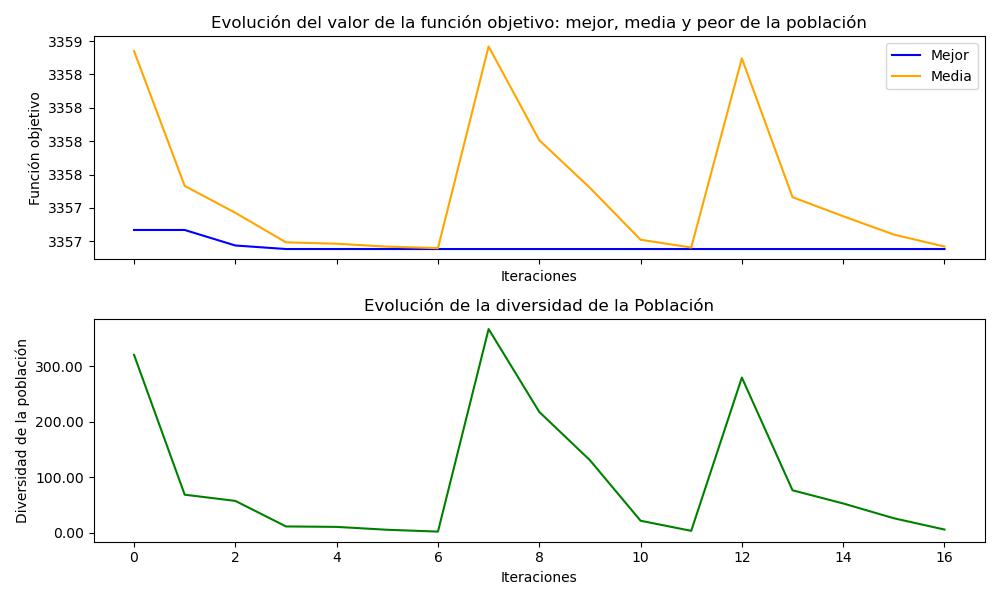 Evolución del valor de la función objetivo: mejor, media y peor de la población
3359
3358
3358
3358
3358
3357
3357
Función objetivo
Mejor
Media
Iteraciones
Evolución de la diversidad de la Población
300.00
200.00
100.00
0.00
Diversidad de la población
0 2 4 6 8 10 12 14 16
Iteraciones